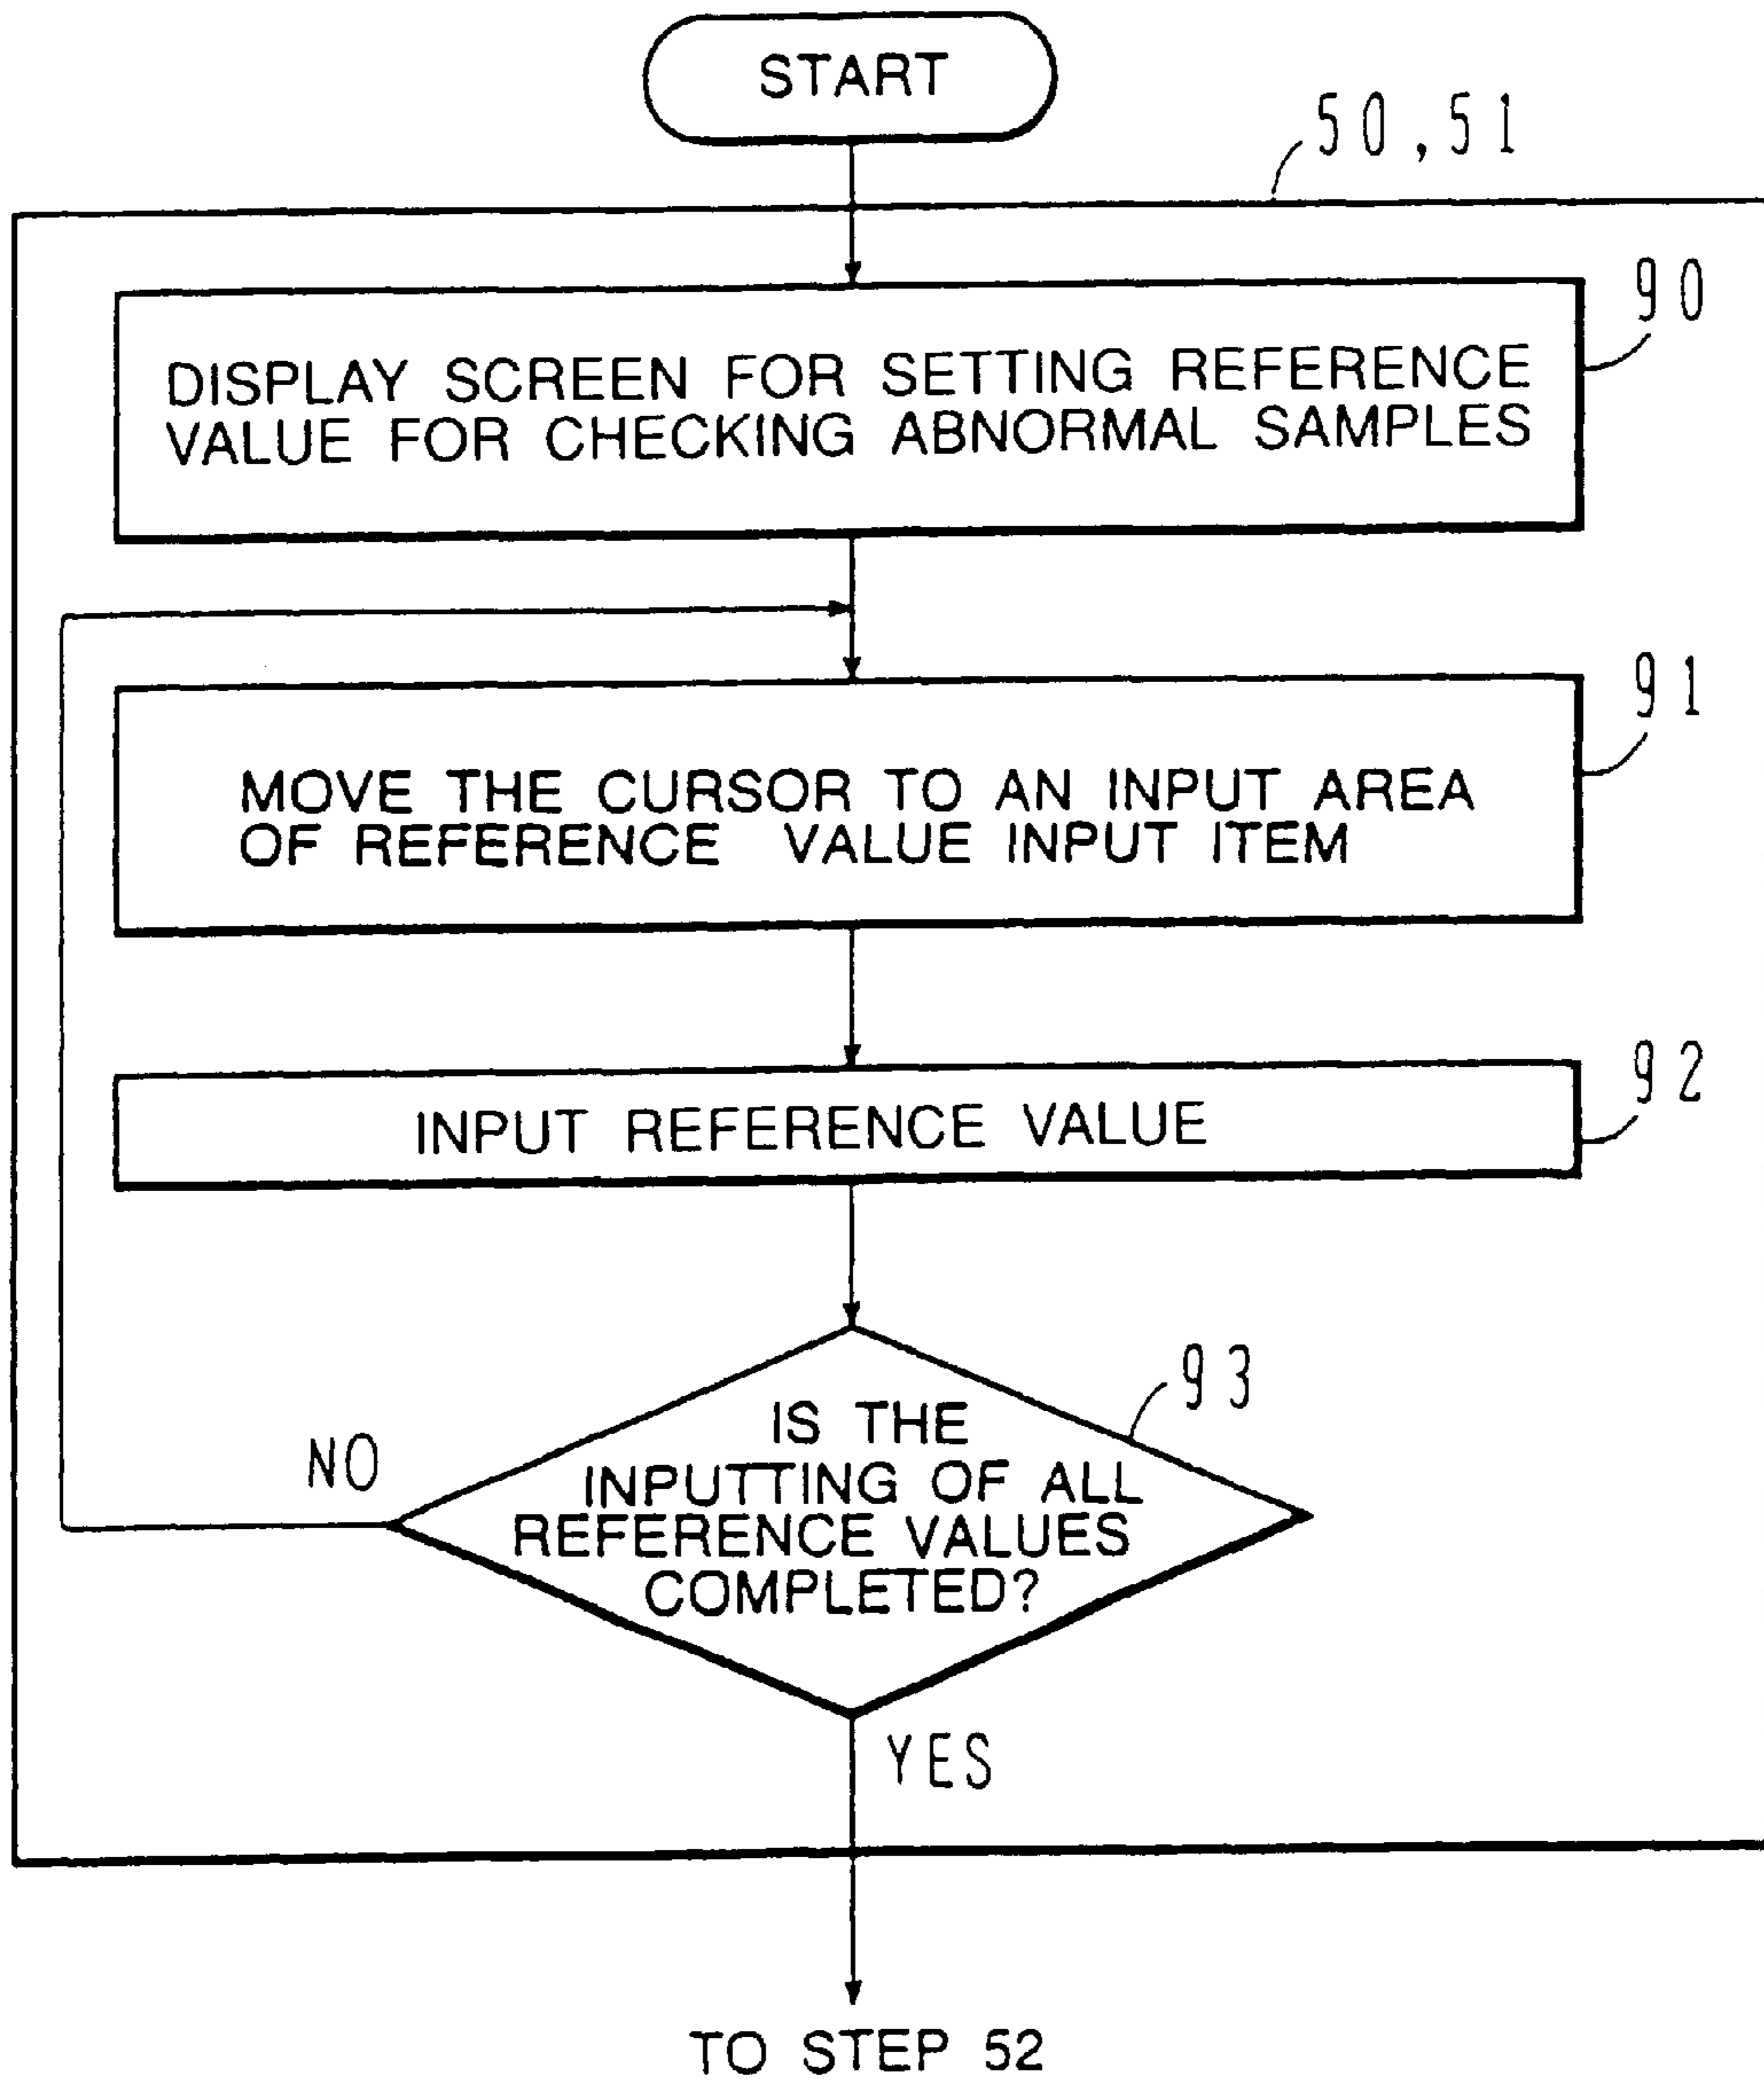 START
50,51
90
DISPLAY SCREEN FOR SETTING REFERENCE
VALUE FOR CHECKING ABNORMAL SAMPLES
91
MOVE THE CURSOR TO AN INPUT AREA
OF REFERENCE VALUE INPUT ITEM
92
INPUT REFERENCE VALUE
93
IS THE
INPUTTING OF ALL
REFERENCE VALUES
COMPLETED?
NO
YES
TO STEP 52